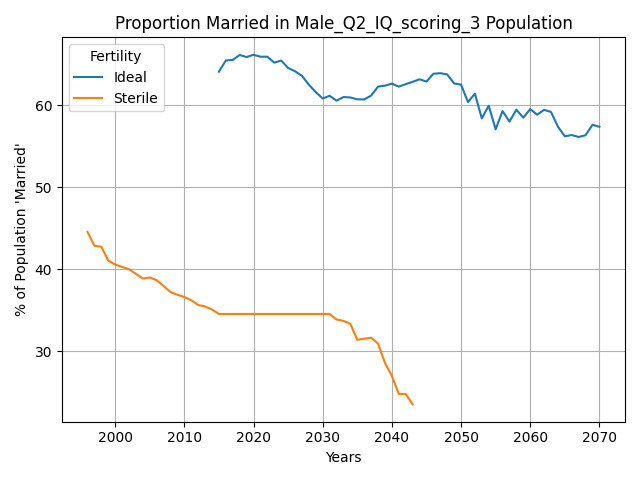 Proportion Married in Male_Q2_IQ_scoring_3 Population
Fertility
Ideal
Sterile
% of Population 'Married'
60
50
40
30
2000 2010 2020 2030 2040 2050 2060 2070
Years